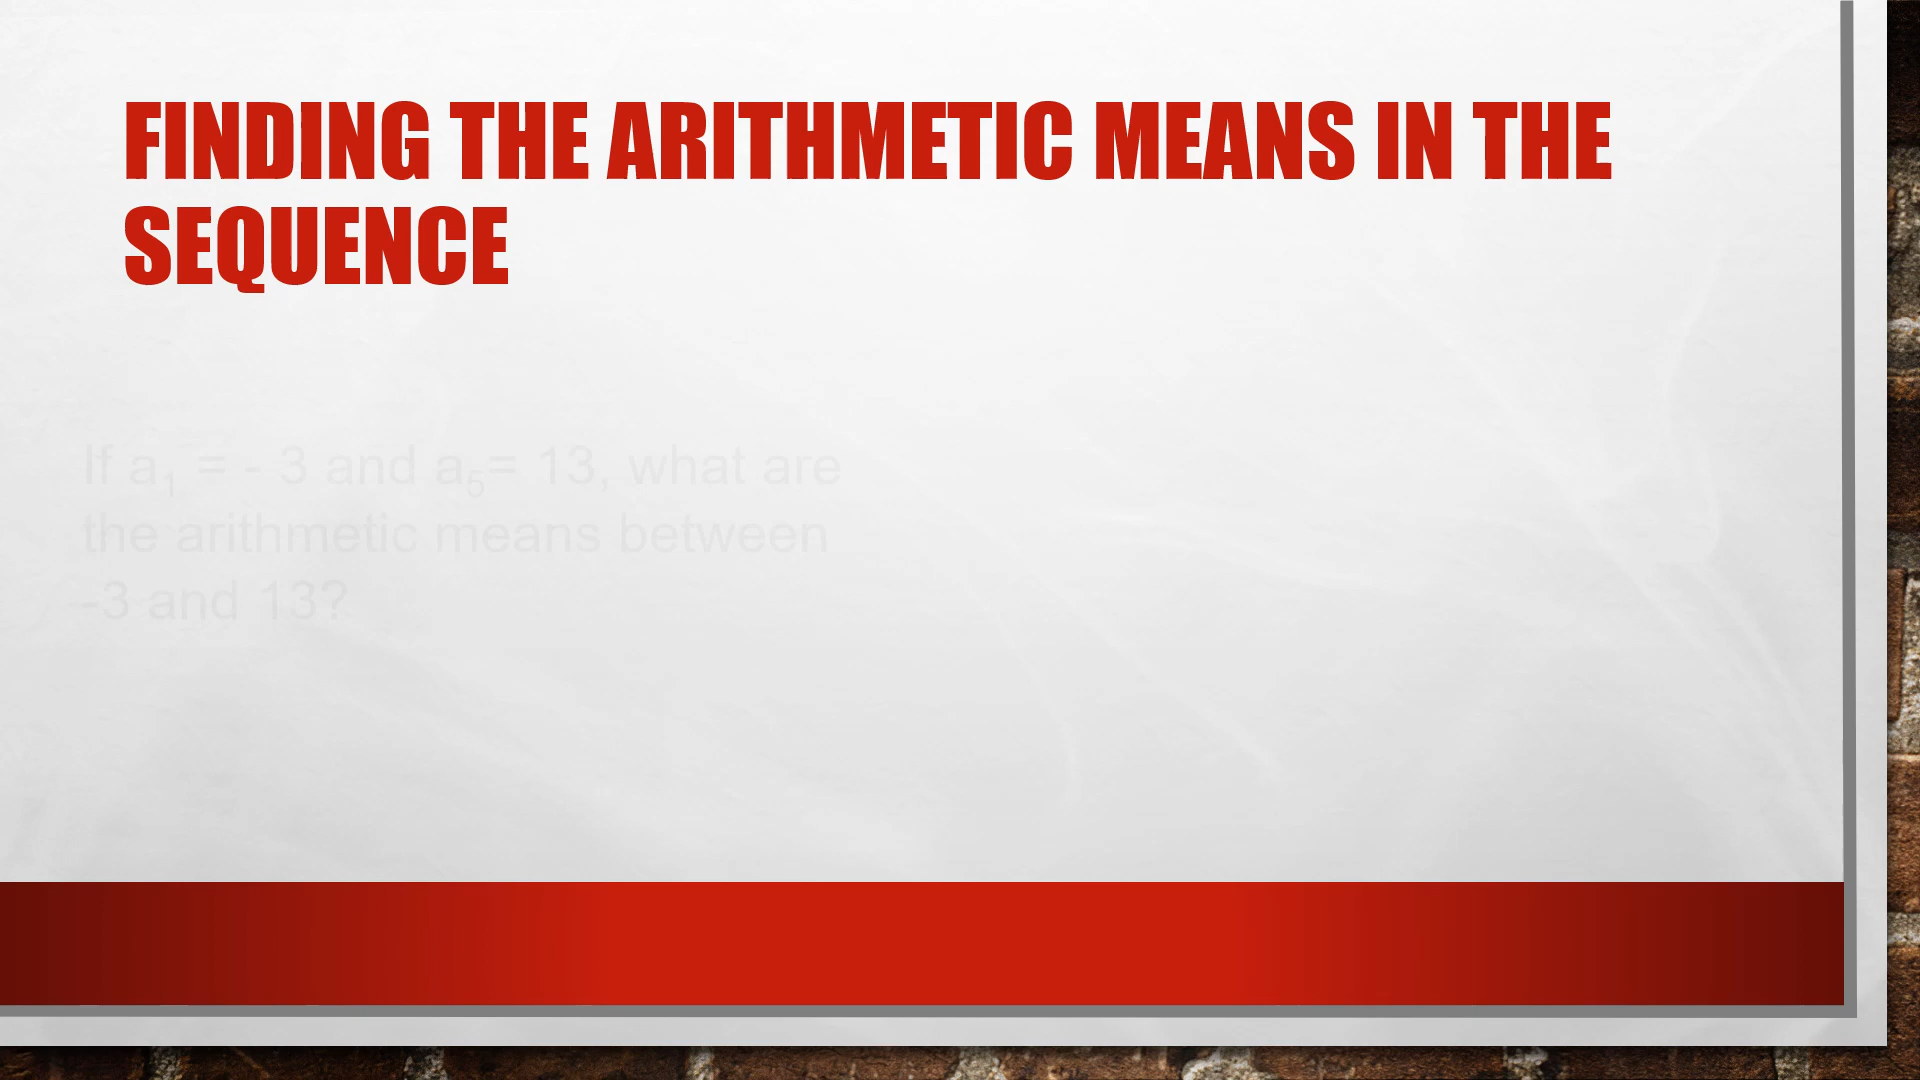 FINDING THE ARITHMETIC MEANS IN THE
SEQUENCE
If a₁ = - 3 and a₅= 13, what are
the arithmetic means between
-3 and 13?